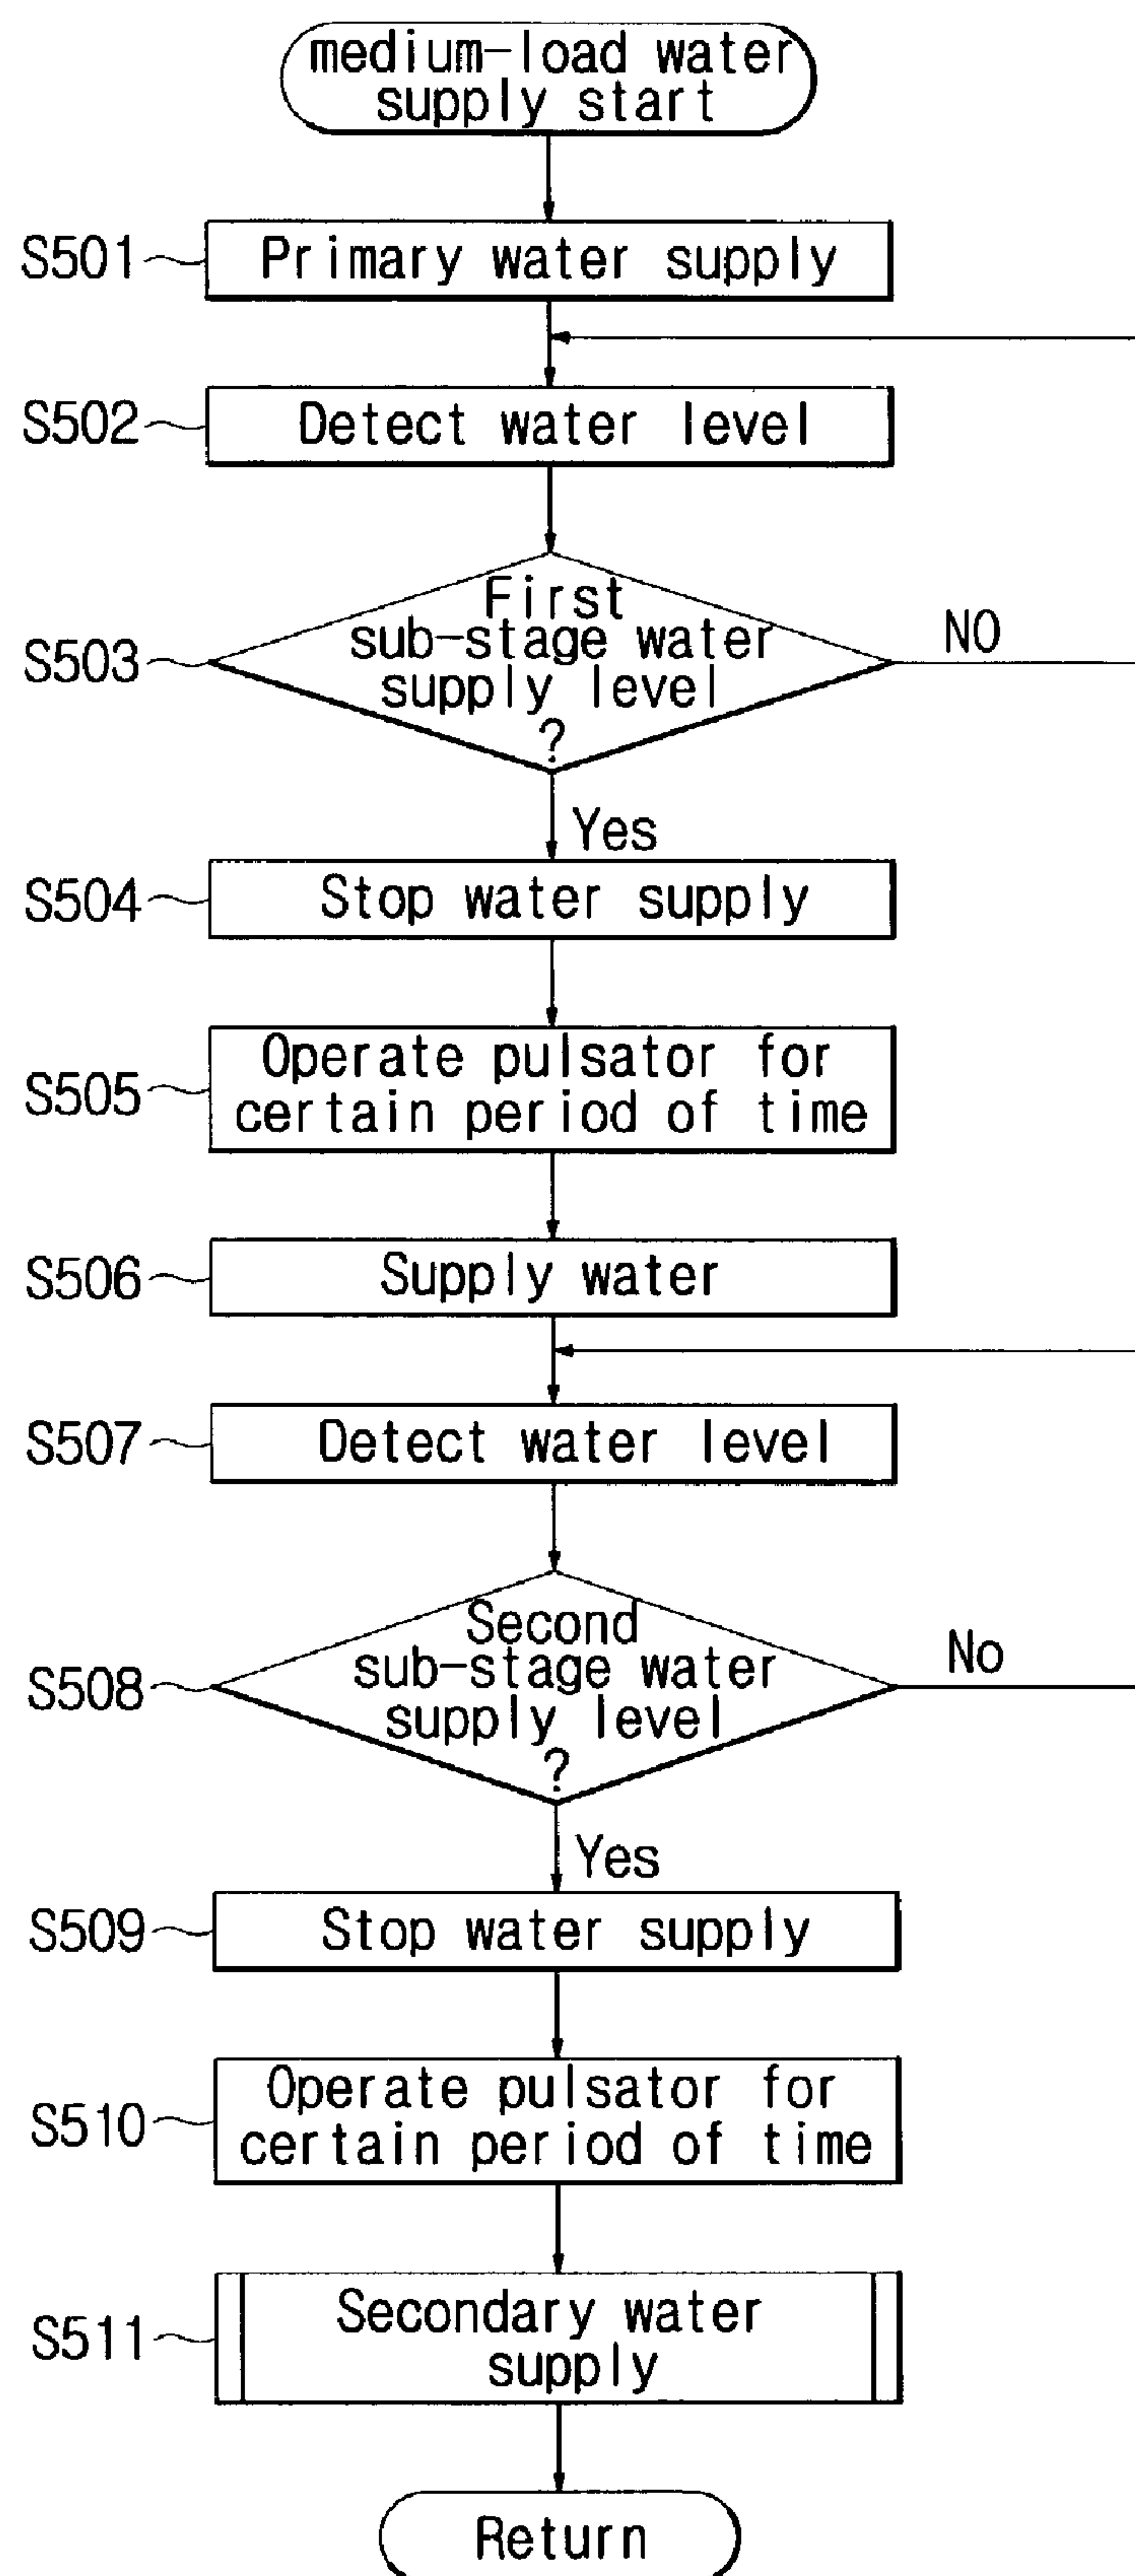 medium-load water
supply start
S501
Primary water supply
S502
Detect water level
S503
First
sub-stage water
supply level
?
NO
Yes
S504
Stop water supply
S505
Operate pulsator for
certain period of time
S506
Supply water
S507
Detect water level
S508
Second
sub-stage water
supply level
?
No
Yes
S509
Stop water supply
S510
Operate pulsator for
certain period of time
S511
Secondary water
supply
Return